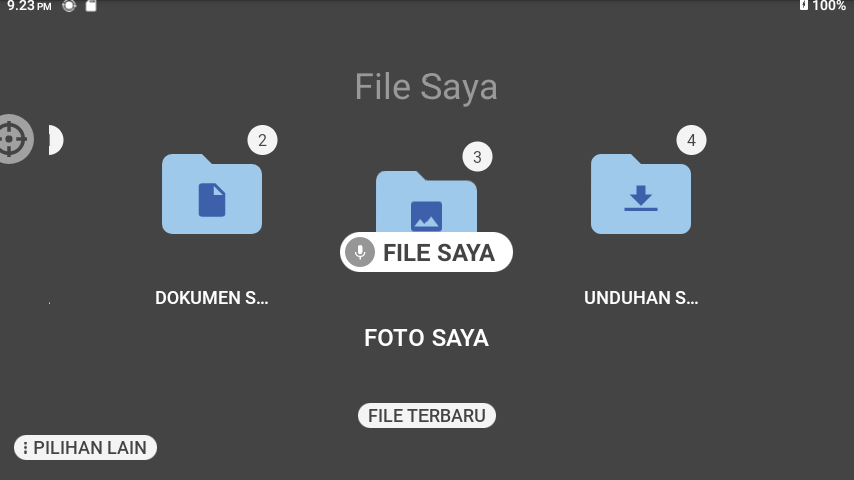 9.23 PM
100%
File Saya
2
3
4
FILE SAYA
DOKUMEN S...
UNDUHAN S...
FOTO SAYA
FILE TERBARU
PILIHAN LAIN